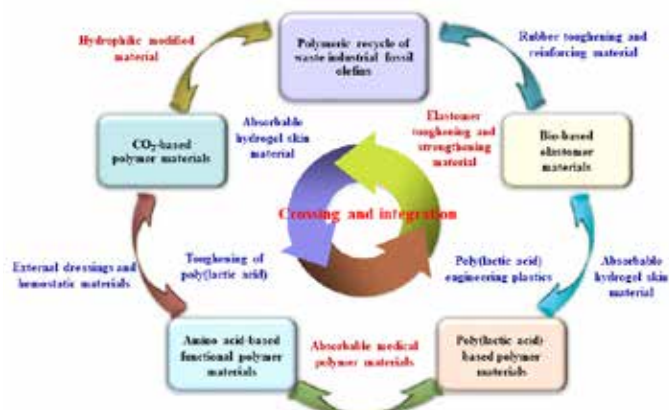 Hydrophilic modified
material
Polymeric recycle of
waste industrial fossil
olefins
Rubber toughening and
reinforcing material
CO2-based
polymer materials
Absorbable
hydrogel skin
material
Elastomer
toughening and
strengthening
material
Bio-based
elastomer
materials
Crossing and integration
External dressings and
hemostatic materials
Toughening of
poly(lactic acid)
Poly(lactic acid)
engineering plastics
Absorbable
hydrogel skin
material
Amino acid-based
functional polymer
materials
Absorbable medical
polymer materials
Poly(lactic acid)
based polymer
materials